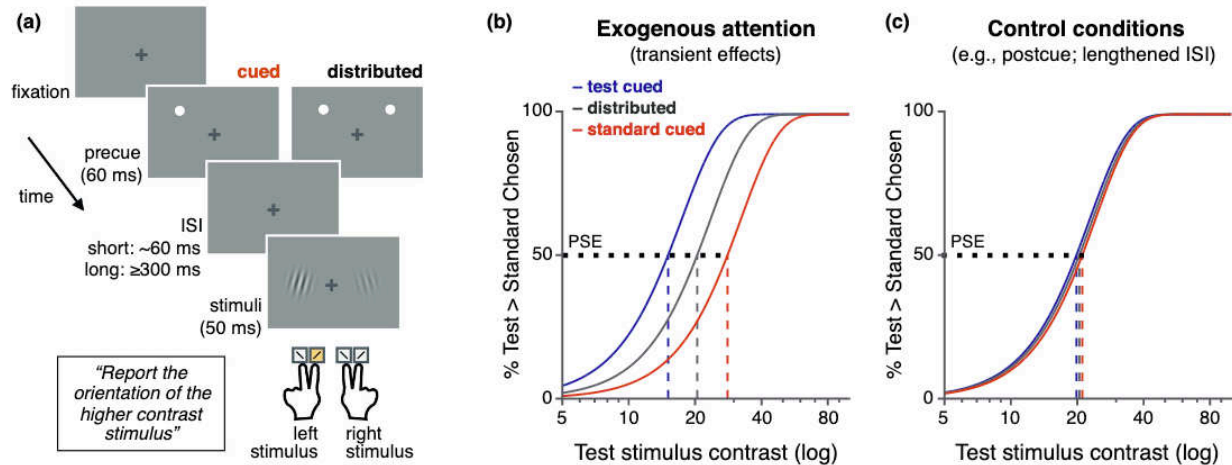 (a)
fixation
cued
distributed
precue
(60 ms)
time
ISI
short: ~60 ms
long: ≥300 ms
stimuli
(50 ms)
"Report the
orientation of the
higher contrast
stimulus"
left
stimulus
right
stimulus
(b)
Exogenous attention
(transient effects)
– test cued
– distributed
– standard cued
% Test > Standard Chosen
100
50
0
PSE
5
10
20
40
80
Test stimulus contrast (log)
(c)
Control conditions
(e.g., postcue; lengthened ISI)
% Test > Standard Chosen
100
50
0
PSE
5
10
20
40
80
Test stimulus contrast (log)